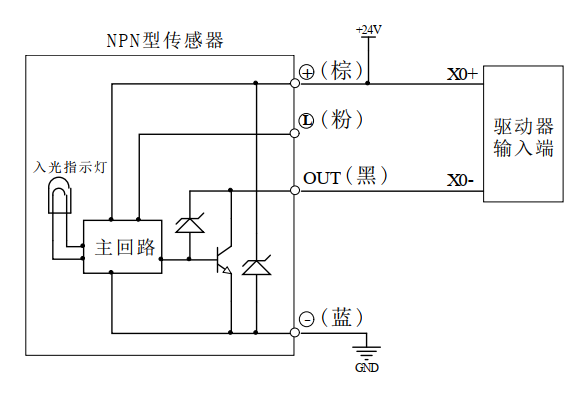 +24V
NPN型传感器
+(棕)
X0+
L(粉)
驱动器
输入端
入光指示灯
OUT(黑)
X0-
主回路
-(蓝)
GND